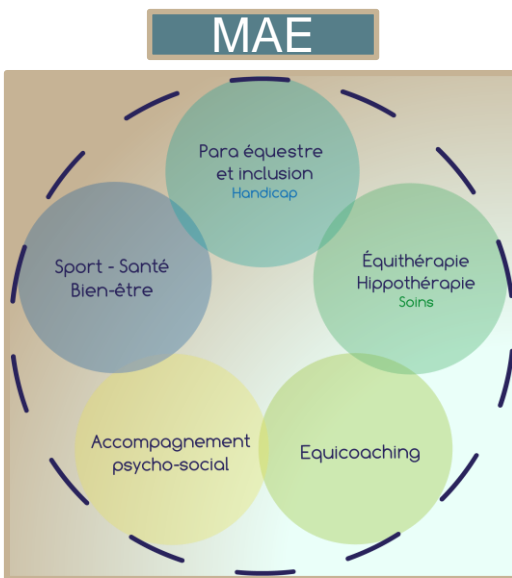 MAE
Para équestre
et inclusion
Handicap
Sport - Santé
Bien-être
Équithérapie
Hippothérapie
Soins
Accompagnement
psycho-social
Equicoaching